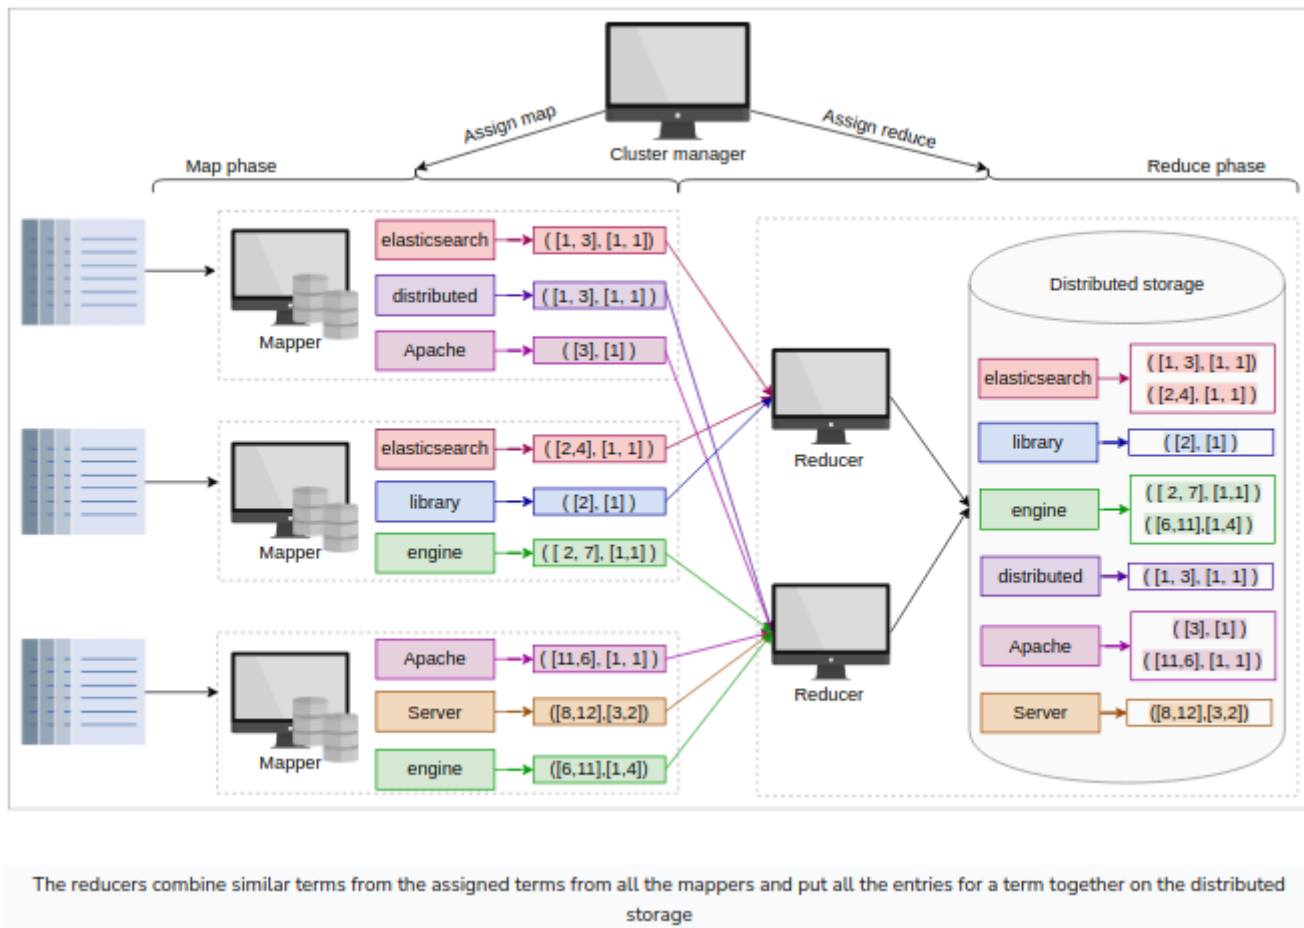 Cluster manager
Assign map
Assign reduce
Map phase
Reduce phase
Mapper
elasticsearch
( [1, 3], [1, 1])
distributed
( [1, 3], [1, 1] )
Apache
( [3], [1] )
Mapper
elasticsearch
( [2,4], [1, 1] )
library
( [2], [1] )
engine
( [ 2, 7], [1,1] )
Mapper
Apache
( [11,6], [1, 1] )
Server
([8,12],[3,2])
engine
([6,11],[1,4])
Reducer
Reducer
Distributed storage
elasticsearch
( [1, 3], [1, 1])
( [2,4], [1, 1] )
library
( [2], [1] )
engine
( [ 2, 7], [1,1] )
([6,11],[1,4] )
distributed
( [1, 3], [1, 1] )
Apache
( [3], [1] )
( [11,6], [1, 1] )
Server
([8,12],[3,2])
The reducers combine similar terms from the assigned terms from all the mappers and put all the entries for a term together on the distributed
storage